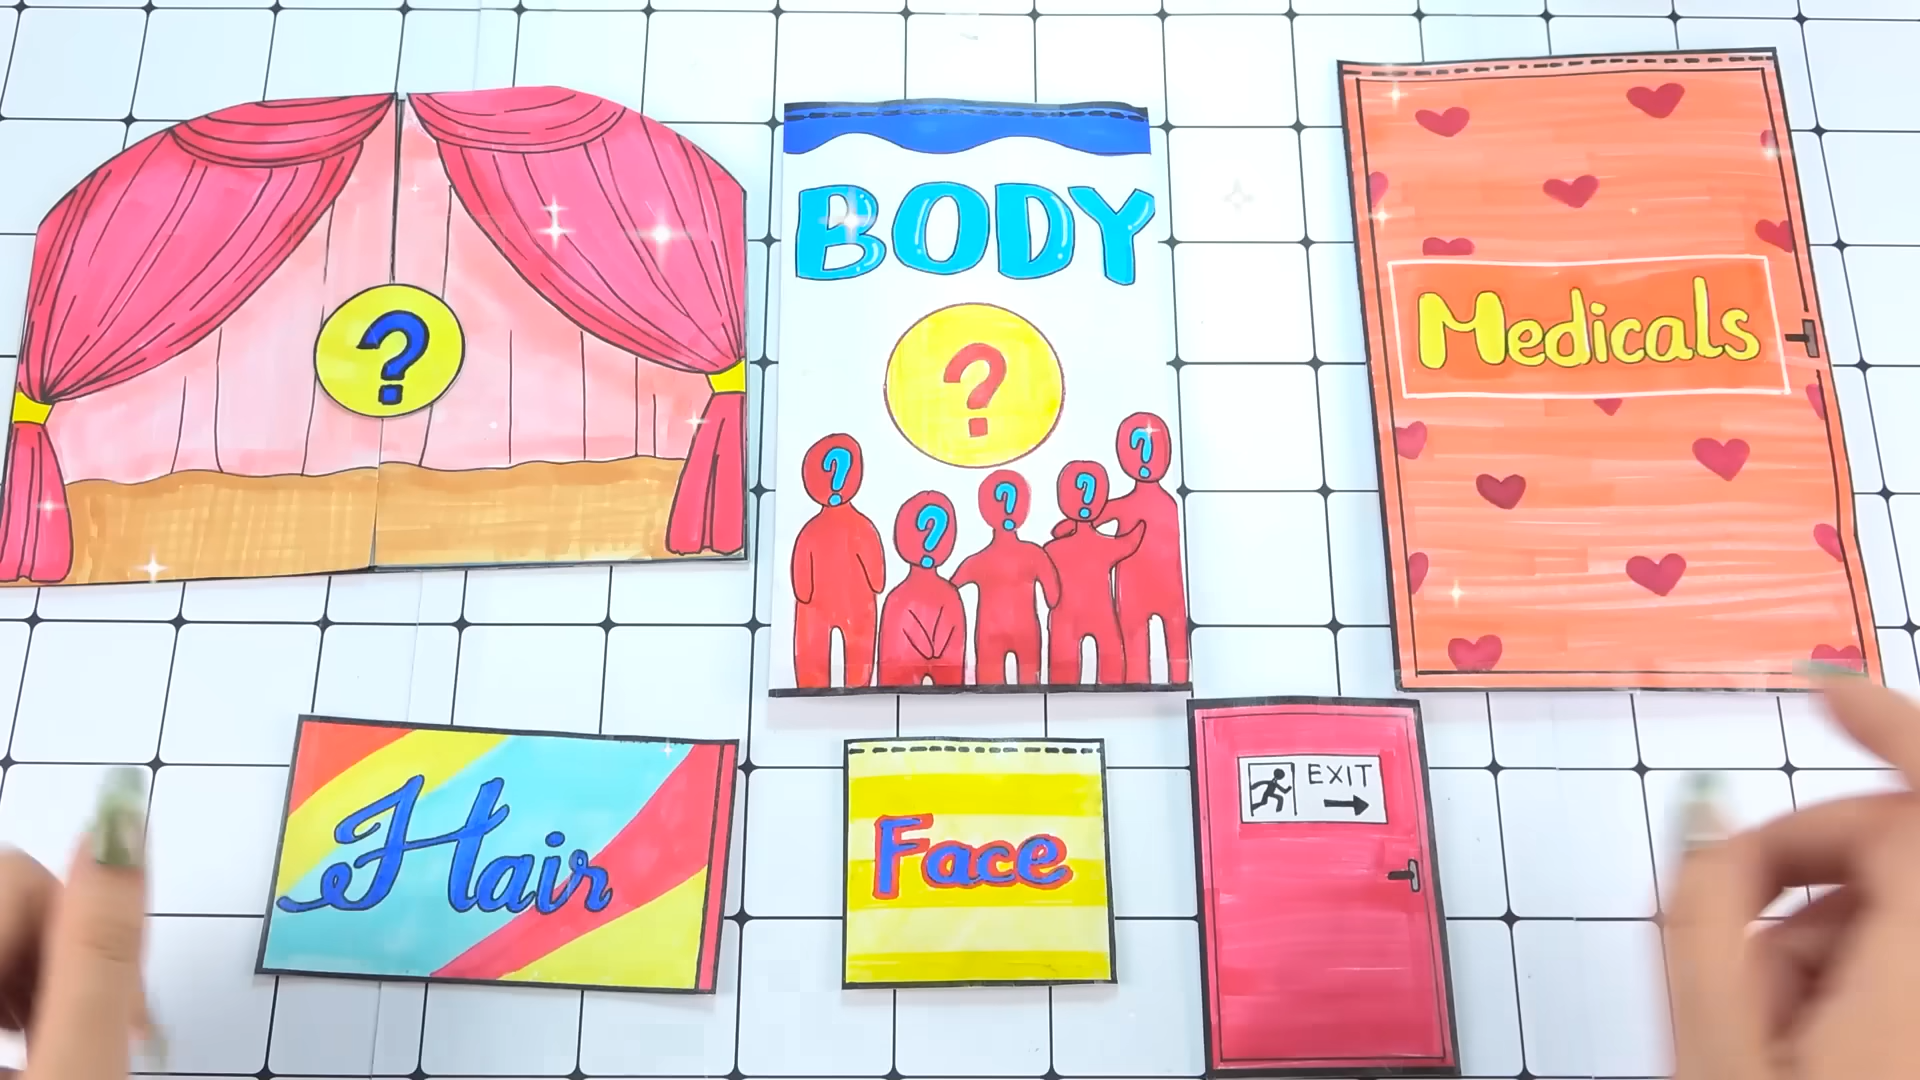 ?
BODY
?
? ? ? ? ?
Medicals
Hair
Face
EXIT